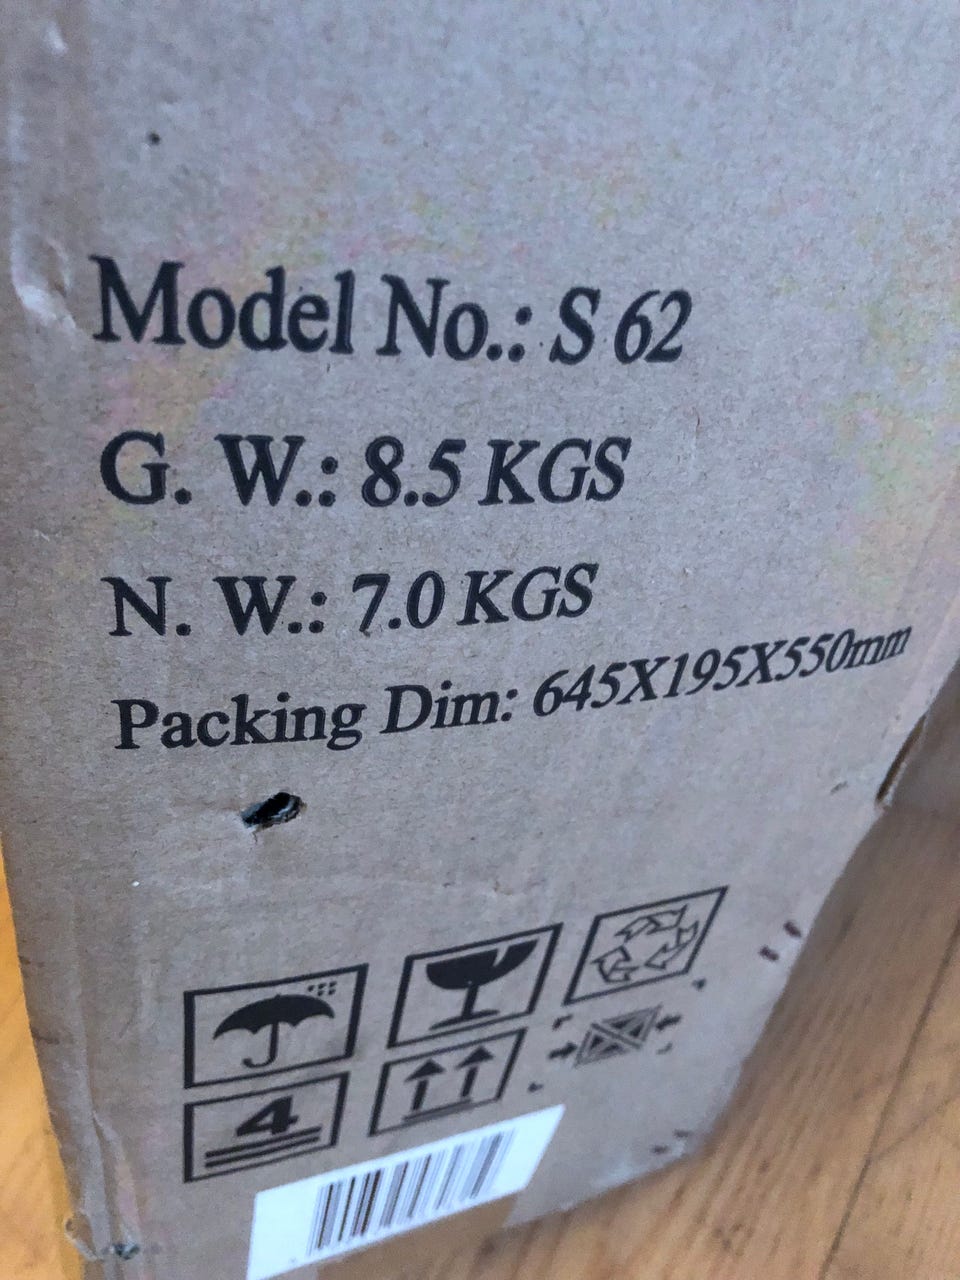 Model No.: S 62
G. W.: 8.5 KGS
N. W.: 7.0 KGS
Packing Dim: 645X195X550mm
4